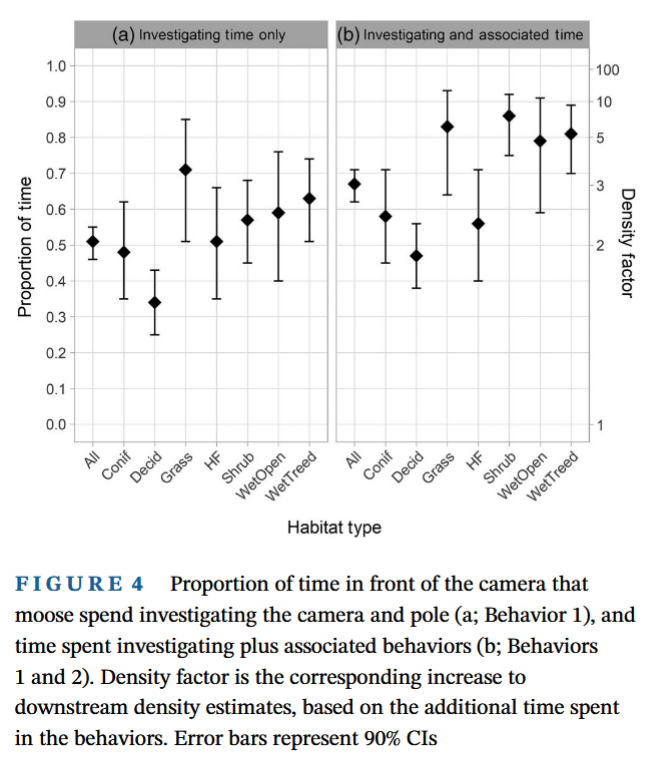 (a) Investigating time only
(b) Investigating and associated time
Proportion of time
1.0
0.9
0.8
0.7
0.6
0.5
0.4
0.3
0.2
0.1
0.0
100
10
5
3
2
1
Density factor
All
Conif
Decid
Grass
HF
Shrub
WetOpen
WetTreed
All
Conif
Decid
Grass
HF
Shrub
WetOpen
WetTreed
Habitat type
FIGURE 4 Proportion of time in front of the camera that
moose spend investigating the camera and pole (a; Behavior 1), and
time spent investigating plus associated behaviors (b; Behaviors
1 and 2). Density factor is the corresponding increase to
downstream density estimates, based on the additional time spent
in the behaviors. Error bars represent 90% CIs